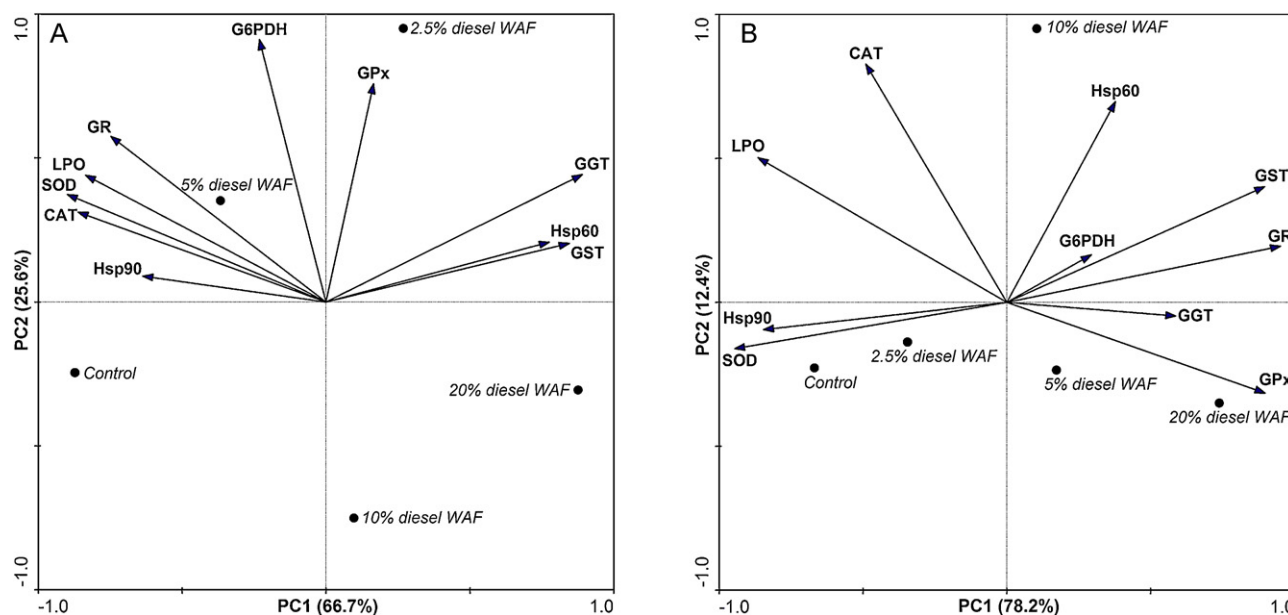 A
1.0
G6PDH
2.5% diesel WAF
GPx
GR
LPO
5% diesel WAF
GGT
SOD
CAT
Hsp60
GST
Hsp90
PC2 (25.6%)
Control
20% diesel WAF
10% diesel WAF
-1.0
-1.0
PC1 (66.7%)
1.0
B
1.0
10% diesel WAF
CAT
Hsp60
LPO
GST
G6PDH
GR
PC2 (12.4%)
Hsp90
GGT
SOD
2.5% diesel WAF
Control
5% diesel WAF
GPx
20% diesel WAF
-1.0
-1.0
PC1 (78.2%)
1.0